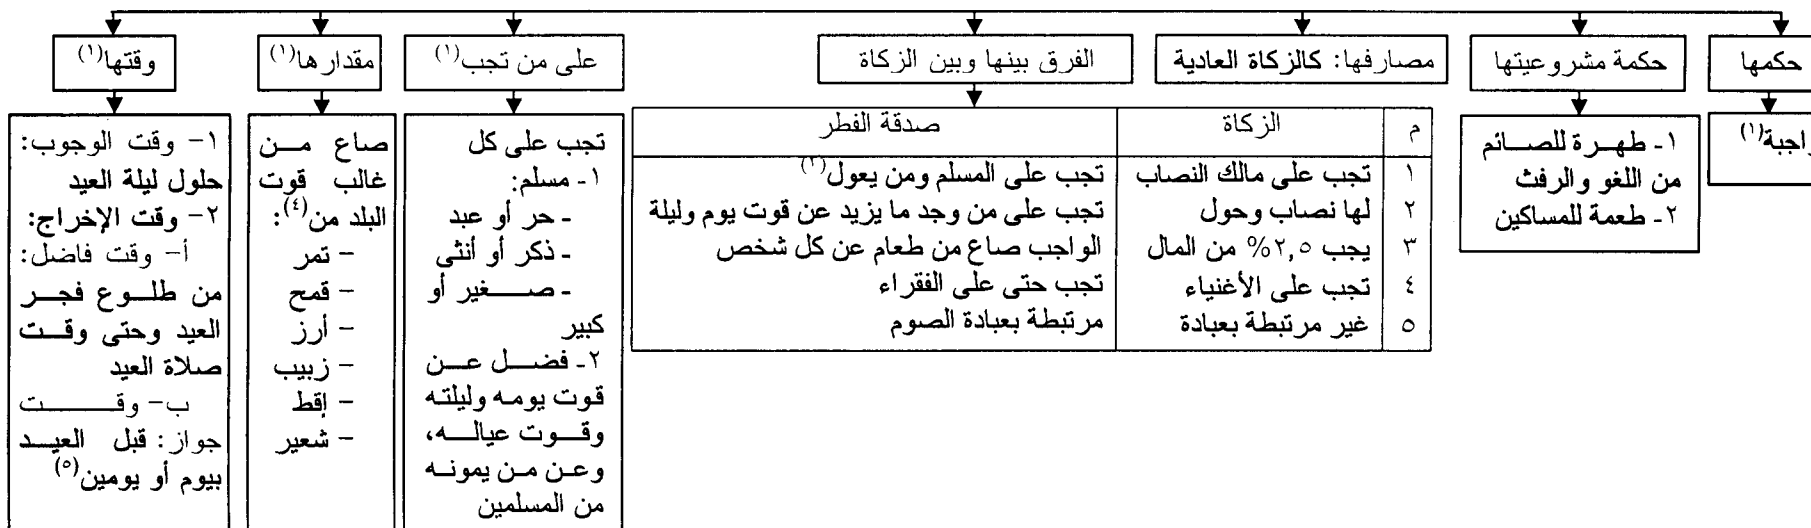 حكمها
اجبة(١)
حكمة مشروعيتها
١- طهرة للصائم
من اللغو والرفث
٢- طعمة للمساكين
مصارفها: كالزكاة العادية
الفرق بينها وبين الزكاة
م الزكاة صدقة الفطر
١ تجب على مالك النصاب تجب على المسلم ومن يعول(٢)
٢ لها نصاب وحول تجب على من وجد ما يزيد عن قوت يوم وليلة
٣ يجب ٢,٥% من المال الواجب صاع من طعام عن كل شخص
٤ تجب على الأغنياء تجب حتى على الفقراء
٥ غير مرتبطة بعبادة مرتبطة بعبادة الصوم
على من تجب(١)
تجب على كل
١- مسلم:
- حر أو عبد
- ذكر أو أنثى
- صغير أو
كبير
٢- فضل عن
قوت يومه وليلته
وقوت عياله،
وعن من يمونه
من المسلمين
مقدارها(١)
صاع من
غالب قوت
البلد من(٤):
- تمر
- قمح
- أرز
- زبيب
- إقط
- شعير
وقتها(١)
١- وقت الوجوب:
حلول ليلة العيد
٢- وقت الإخراج:
أ- وقت فاضل:
من طلوع فجر
العيد وحتى وقت
صلاة العيد
ب- وقت
جواز: قبل العيد
بيوم أو يومين(٥)